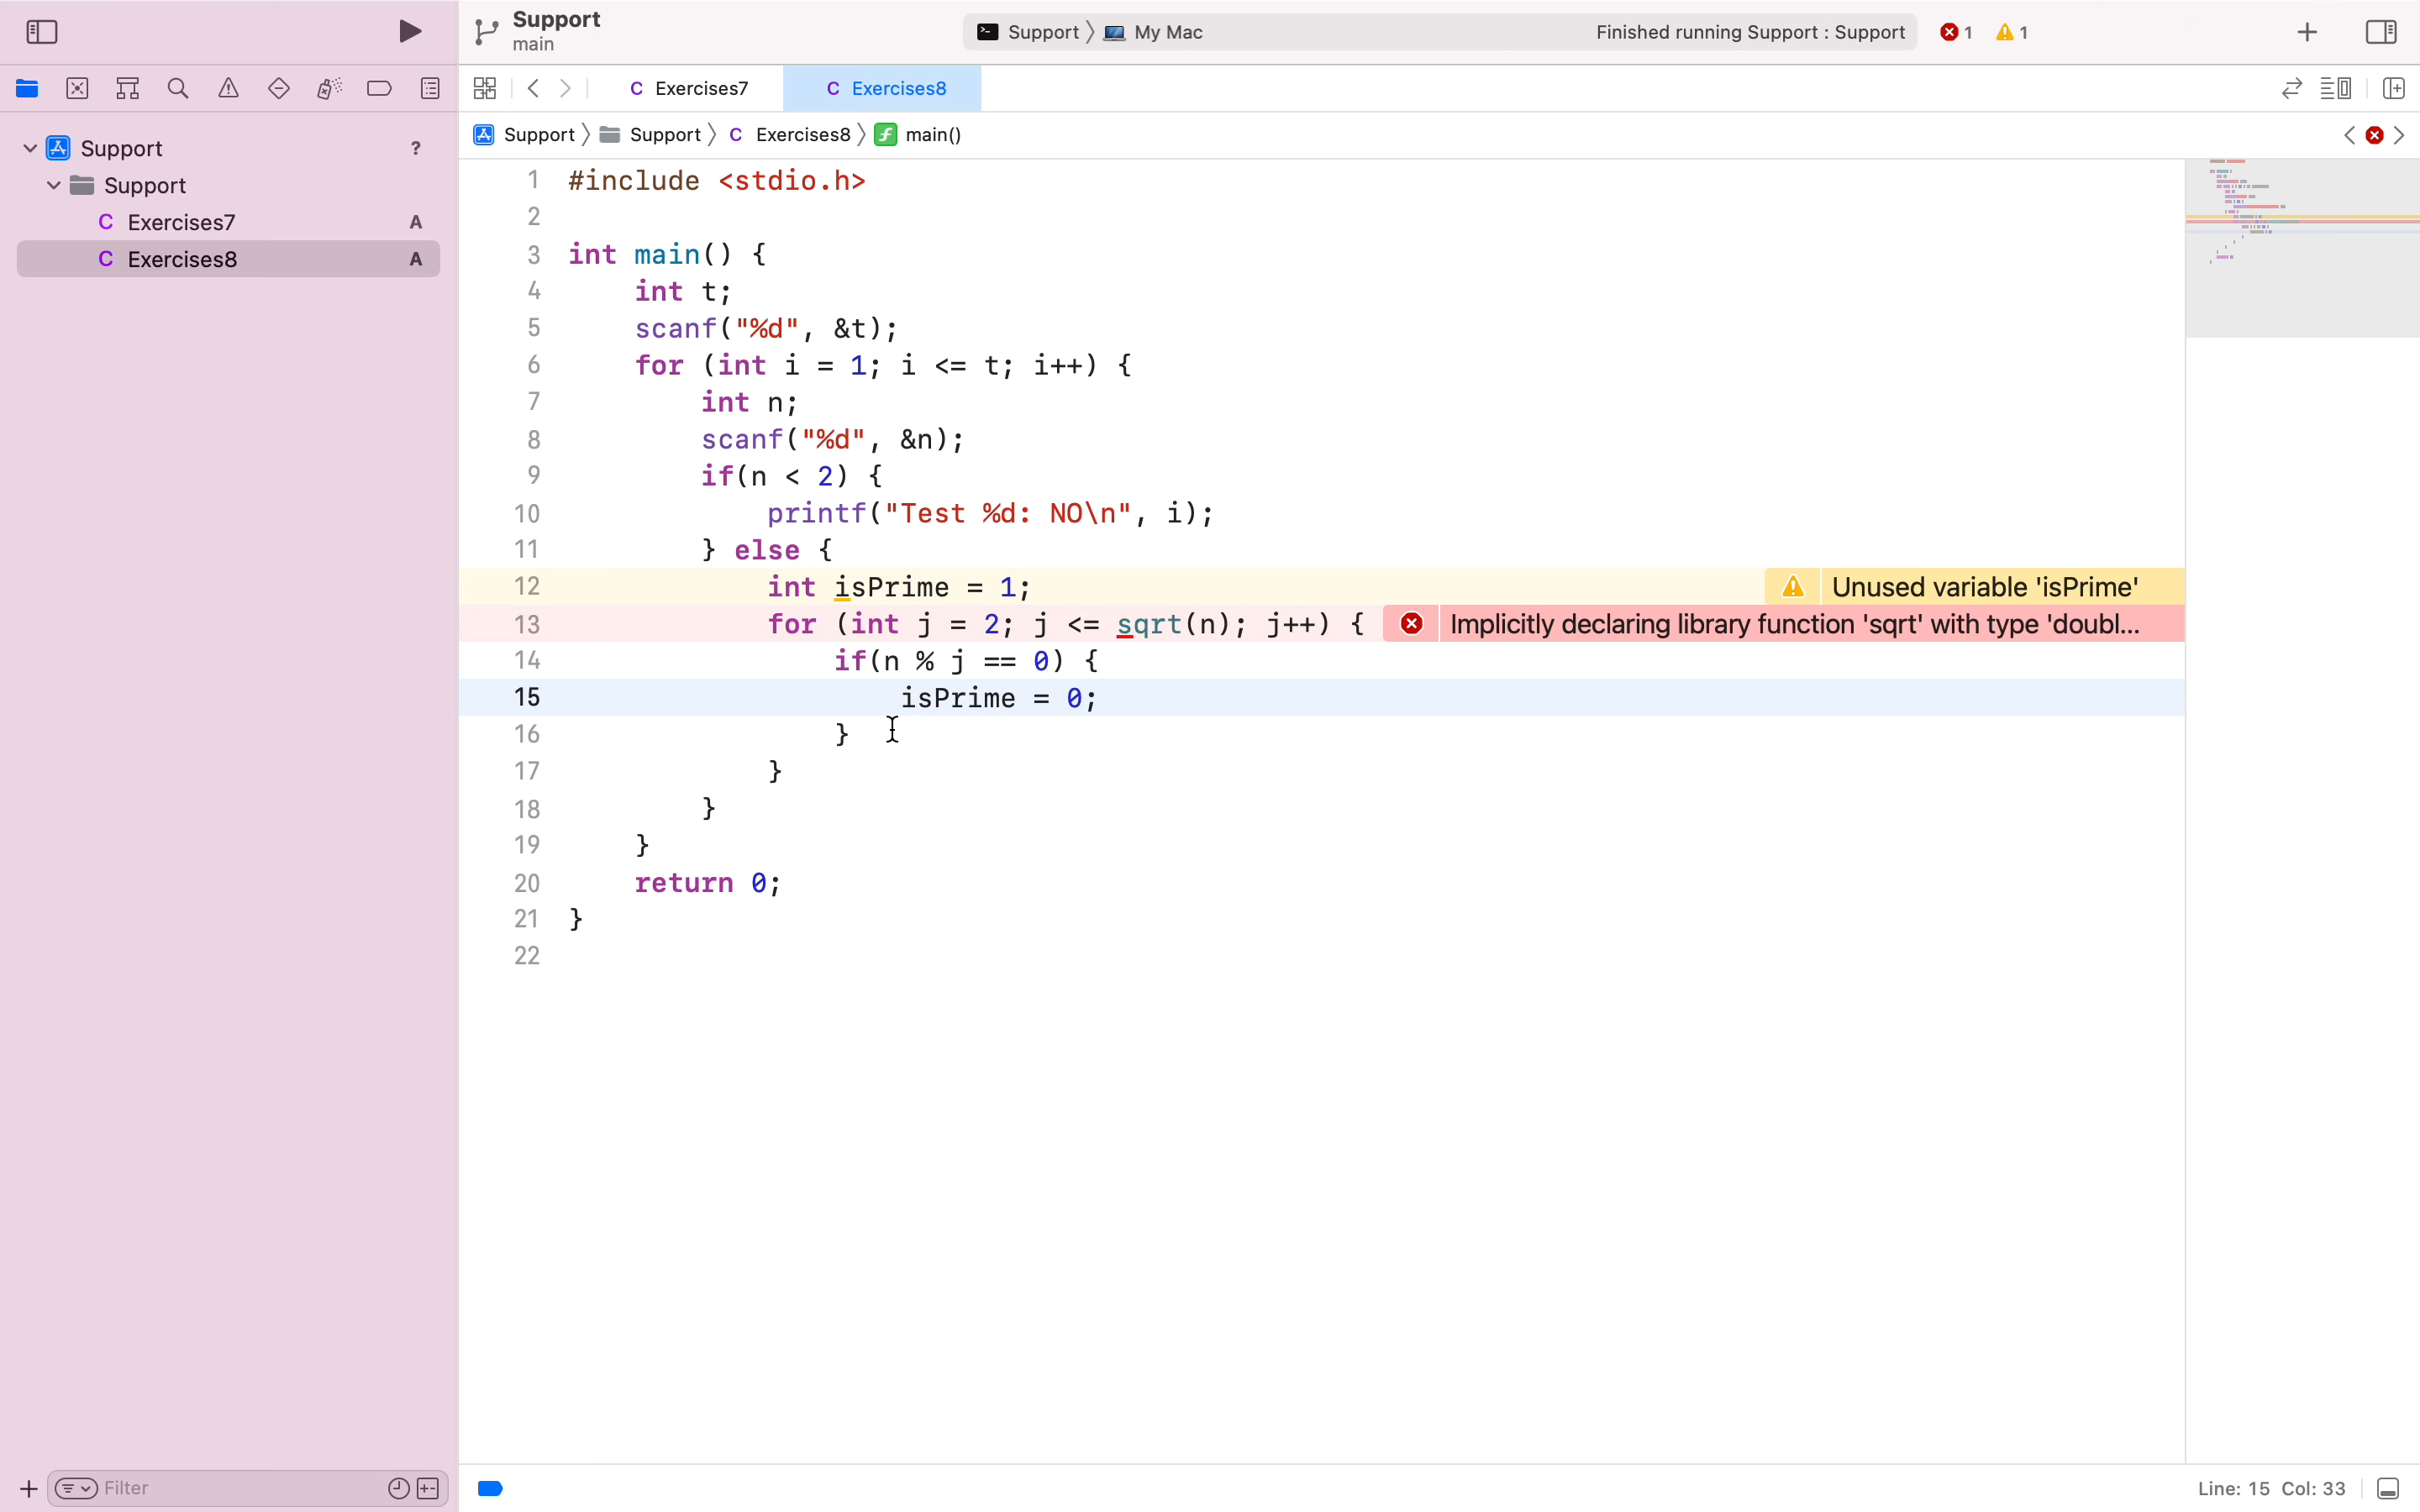 Support
main
Support 〉 My Mac
Finished running Support : Support
1
1
Exercises7
Exercises8
Support 〉 Support 〉 C Exercises8 〉 f main()
Support ?
Support
C Exercises7 A
C Exercises8 A
1 #include <stdio.h>
2
3 int main() {
4 int t;
5 scanf("%d", &t);
6 for (int i = 1; i <= t; i++) {
7 int n;
8 scanf("%d", &n);
9 if(n < 2) {
10 printf("Test %d: NO\n", i);
11 } else {
12 int isPrime = 1; Unused variable 'isPrime'
13 for (int j = 2; j <= sqrt(n); j++) { Implicitly declaring library function 'sqrt' with type 'doubl...
14 if(n % j == 0) {
15 isPrime = 0;
16 }
17 }
18 }
19 }
20 return 0;
21 }
22
Filter
Line: 15 Col: 33